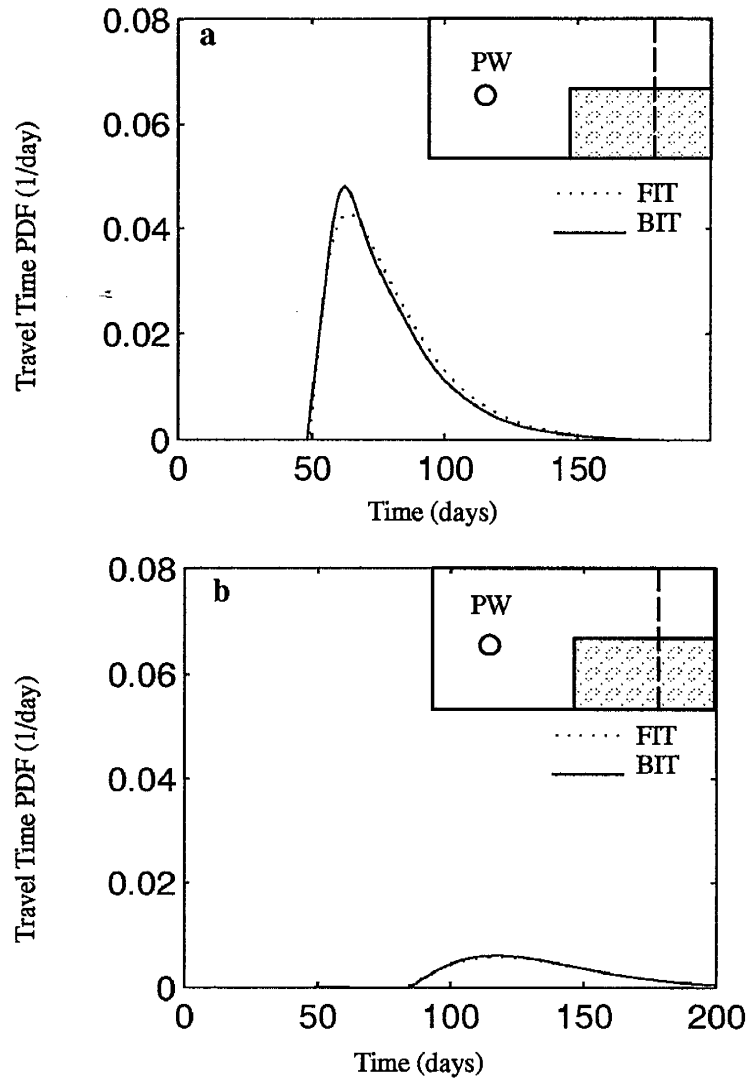 0.08
a
PW
0.06
FIT
BIT
0.04
0.02
0
0
50
100
150
Travel Time PDF (1/day)
Time (days)
0.08
b
PW
0.06
FIT
BIT
0.04
0.02
0
0
50
100
150
200
Travel Time PDF (1/day)
Time (days)